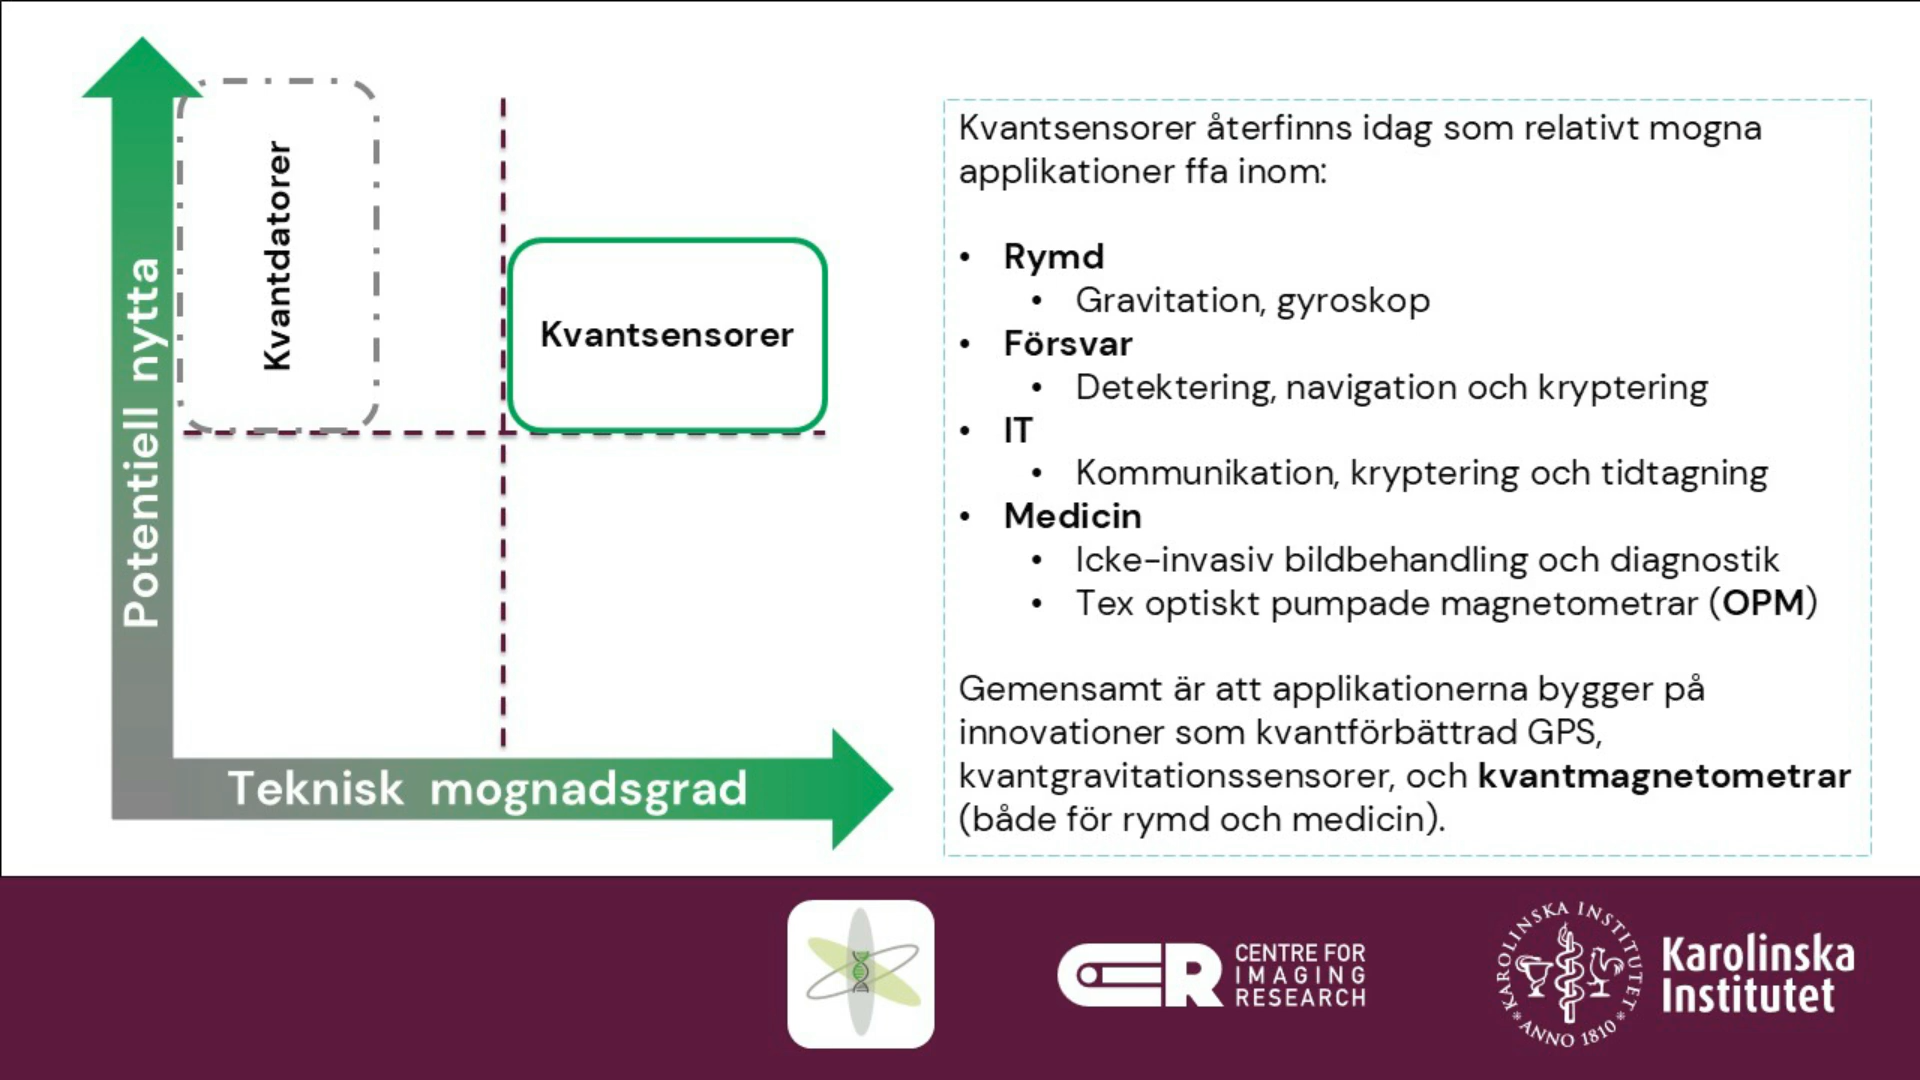 Potentiell nytta
Kvantdatorer
Kvantsensorer
Teknisk mognadsgrad
Kvantsensorer återfinns idag som relativt mogna
applikationer ffa inom:
• Rymd
• Gravitation, gyroskop
• Försvar
• Detektering, navigation och kryptering
• IT
• Kommunikation, kryptering och tidtagning
• Medicin
• Icke-invasiv bildbehandling och diagnostik
• Tex optiskt pumpade magnetometrar (OPM)
Gemensamt är att applikationerna bygger på
innovationer som kvantförbättrad GPS,
kvantgravitationssensorer, och kvantmagnetometrar
(både för rymd och medicin).
CIR
CENTRE FOR
IMAGING
RESEARCH
KAROLINSKA INSTITUTET
* ANNO 1810 *
Karolinska
Institutet